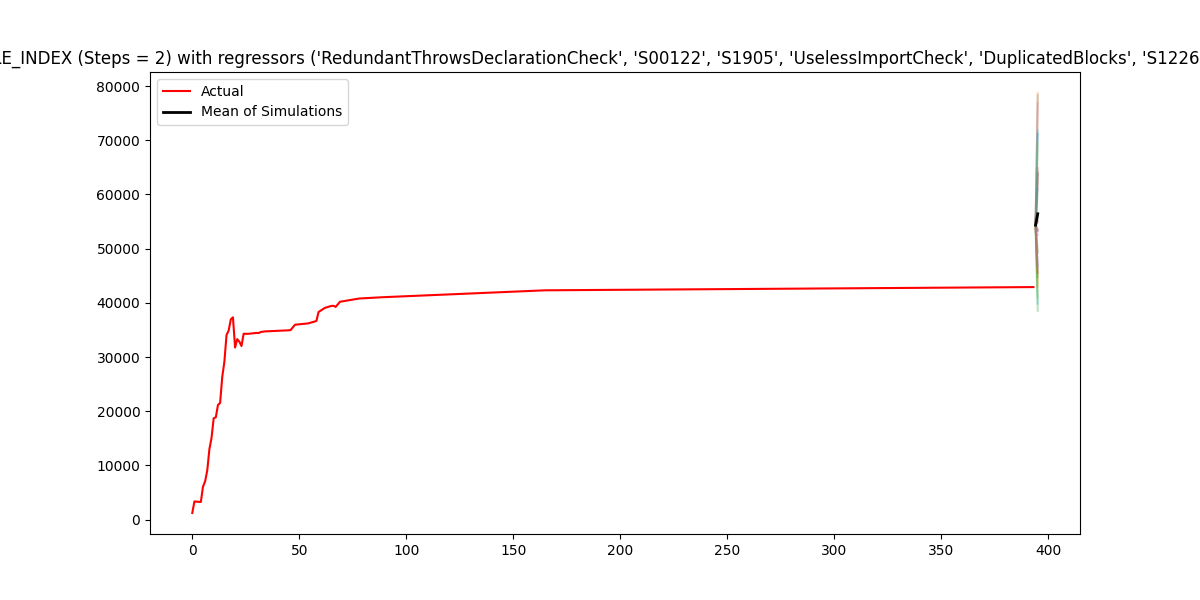 LE_INDEX (Steps = 2) with regressors ('RedundantThrowsDeclarationCheck', 'S00122', 'S1905', 'UselessImportCheck', 'DuplicatedBlocks', 'S1226
Actual
Mean of Simulations
80000
70000
60000
50000
40000
30000
20000
10000
0
0 50 100 150 200 250 300 350 400